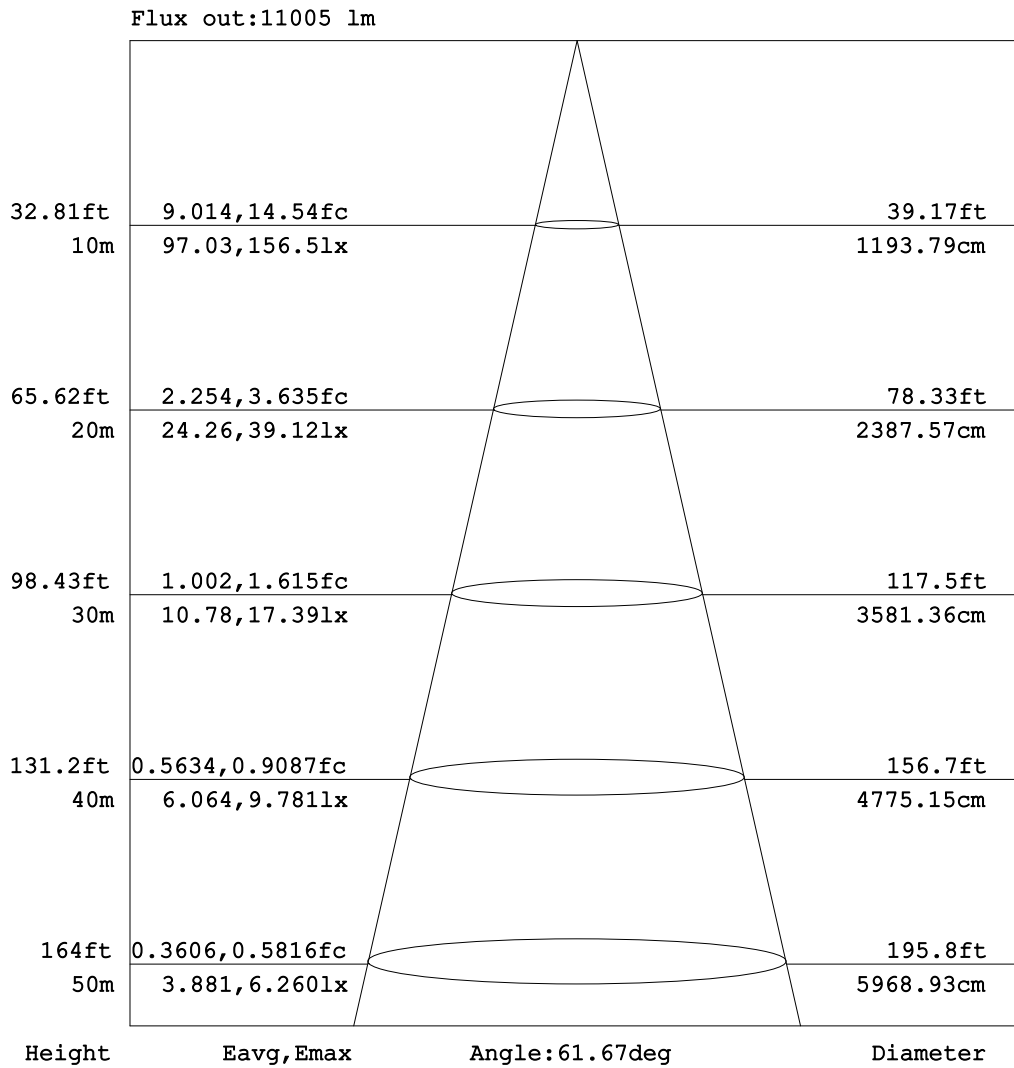 Flux out:11005 lm
32.81ft 9.014,14.54fc 39.17ft
10m 97.03,156.5lx 1193.79cm
65.62ft 2.254,3.635fc 78.33ft
20m 24.26,39.12lx 2387.57cm
98.43ft 1.002,1.615fc 117.5ft
30m 10.78,17.39lx 3581.36cm
131.2ft 0.5634,0.9087fc 156.7ft
40m 6.064,9.781lx 4775.15cm
164ft 0.3606,0.5816fc 195.8ft
50m 3.881,6.260lx 5968.93cm
Height Eavg,Emax Angle:61.67deg Diameter